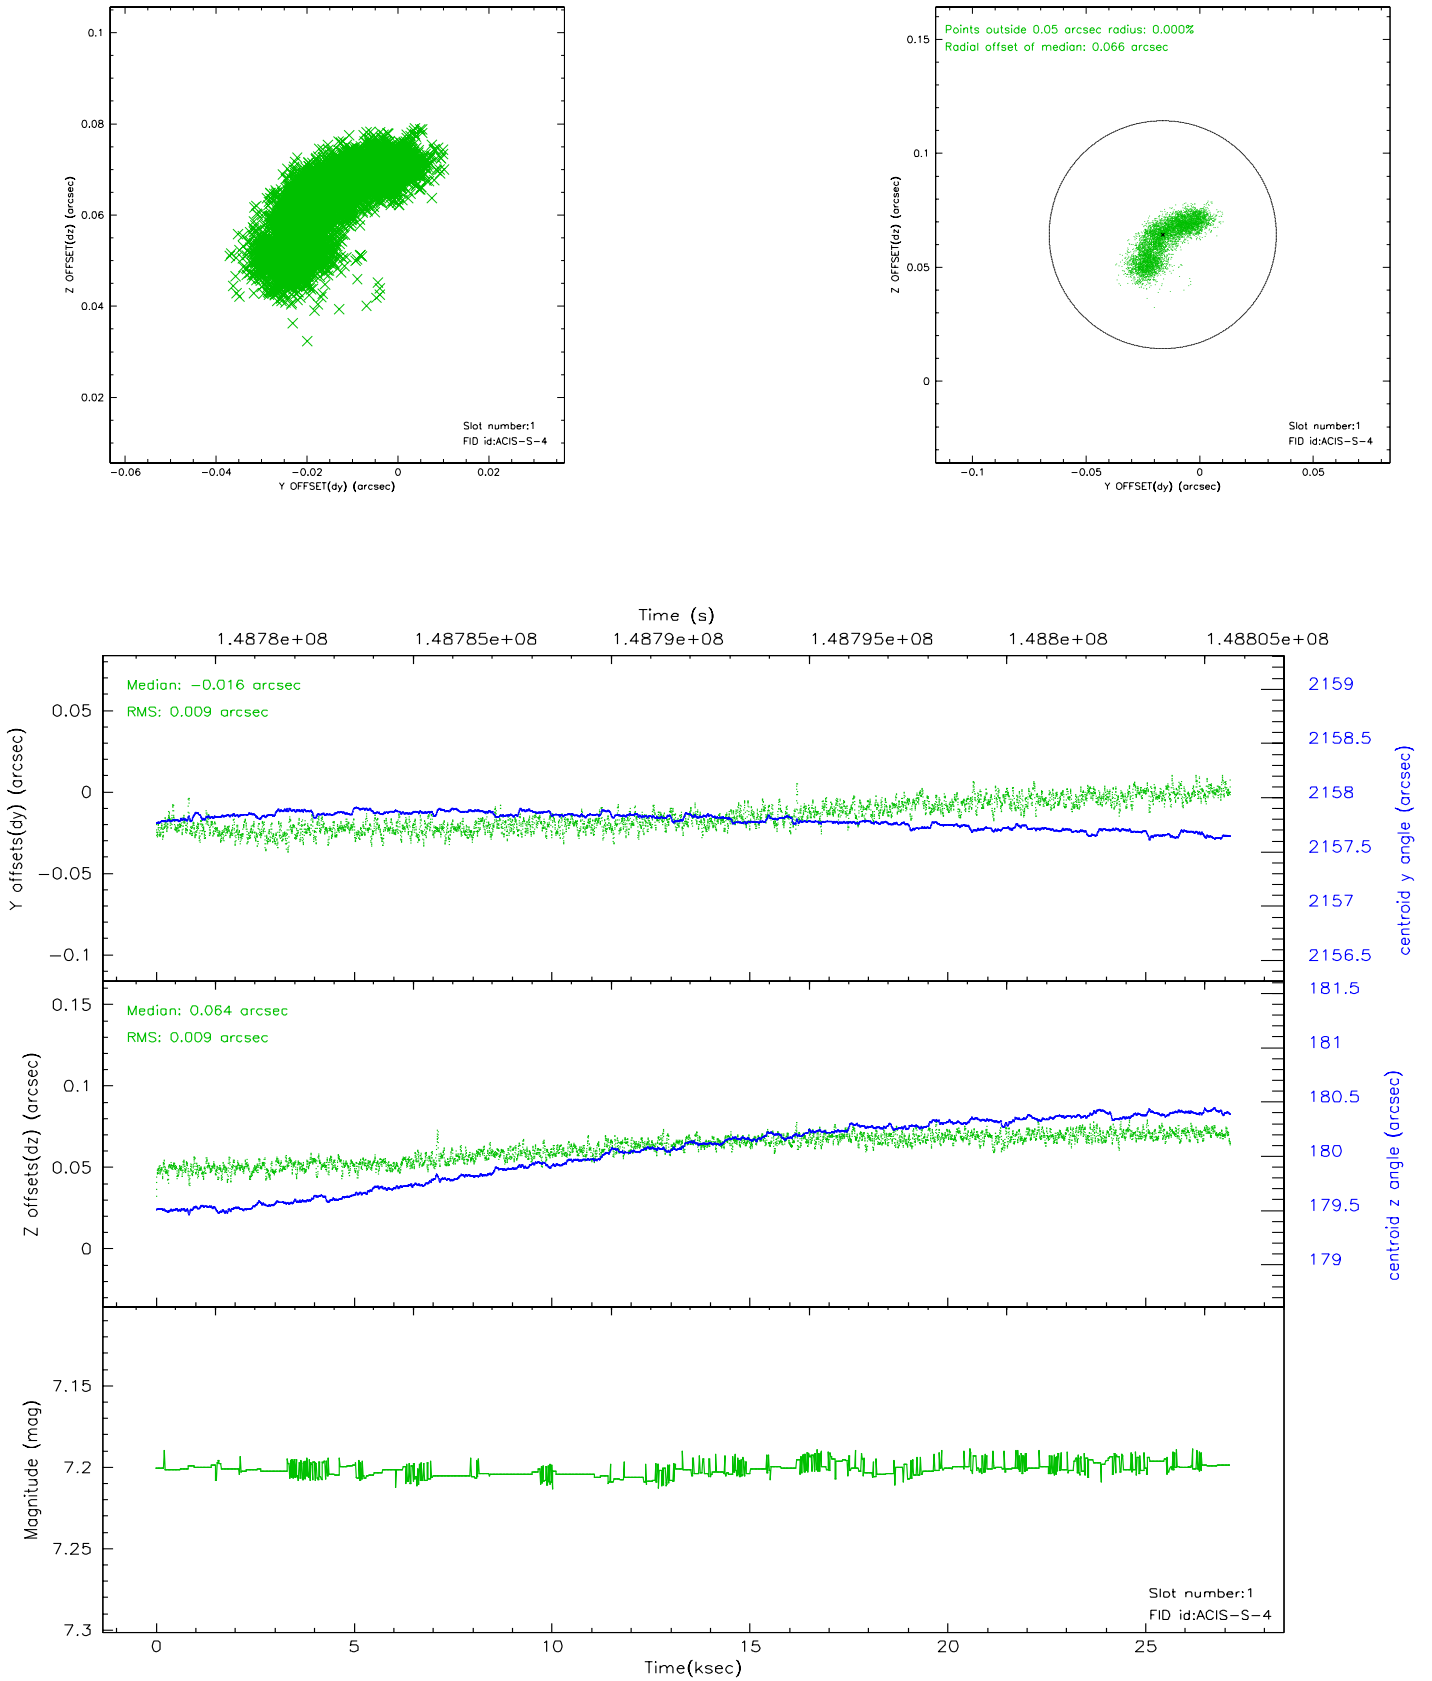 0.1
0.08
0.06
0.04
0.02
Z OFFSET(dz) (arcsec)
Slot number:1
FID id:ACIS-S-4
-0.06 -0.04 -0.02 0 0.02
Y OFFSET(dy) (arcsec)
Points outside 0.05 arcsec radius: 0.000%
Radial offset of median: 0.066 arcsec
0.15
0.1
0.05
0
Z OFFSET(dz) (arcsec)
Slot number:1
FID id:ACIS-S-4
-0.1 -0.05 0 0.05
Y OFFSET(dy) (arcsec)
Time (s)
1.4878e+08 1.48785e+08 1.4879e+08 1.48795e+08 1.488e+08 1.48805e+08
Median: -0.016 arcsec
RMS: 0.009 arcsec
0.05
0
-0.05
-0.1
Y offsets(dy) (arcsec)
2159
2158.5
2158
2157.5
2157
2156.5
centroid y angle (arcsec)
Median: 0.064 arcsec
RMS: 0.009 arcsec
0.15
0.1
0.05
0
Z offsets(dz) (arcsec)
181.5
181
180.5
180
179.5
179
centroid z angle (arcsec)
7.15
7.2
7.25
7.3
Magnitude (mag)
Slot number:1
FID id:ACIS-S-4
0 5 10 15 20 25
Time(ksec)